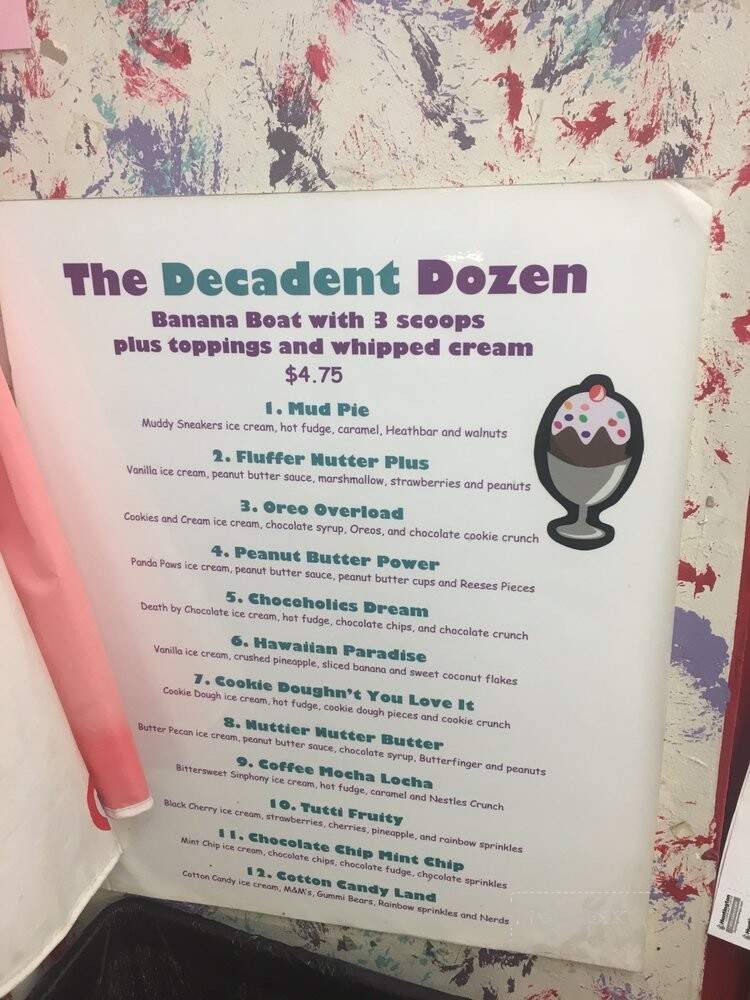 The Decadent Dozen
Banana Boat with 3 scoops
plus toppings and whipped cream
$4.75
1. Mud Pie
Muddy Sneakers ice cream, hot fudge, caramel, Heathbar and walnuts
2. Fluffer Nutter Plus
Vanilla ice cream, peanut butter sauce, marshmallow, strawberries and peanuts
3. Oreo Overload
Cookies and Cream ice cream, chocolate syrup, Oreos, and chocolate cookie crunch
4. Peanut Butter Power
Panda Paws ice cream, peanut butter sauce, peanut butter cups and Reeses Pieces
5. Chocoholics Dream
Death by Chocolate ice cream, hot fudge, chocolate chips, and chocolate crunch
6. Hawaiian Paradise
Vanilla ice cream, crushed pineapple, sliced banana and sweet coconut flakes
7. Cookie Doughn't You Love It
Cookie Dough ice cream, hot fudge, cookie dough pieces and cookie crunch
8. Nuttier Nutter Butter
Butter Pecan ice cream, peanut butter sauce, chocolate syrup, Butterfinger and peanuts
9. Coffee Mocha Locha
Bittersweet Sinphony ice cream, hot fudge, caramel and Nestles Crunch
10. Tutti Fruity
Black Cherry ice cream, strawberries, cherries, pineapple, and rainbow sprinkles
11. Chocolate Chip Mint Chip
Mint Chip ice cream, chocolate chips, chocolate fudge, chocolate sprinkles
12. Cotton Candy Land
Cotton Candy ice cream, M&M's, Gummi Bears, Rainbow sprinkles and Nerds
Huntington